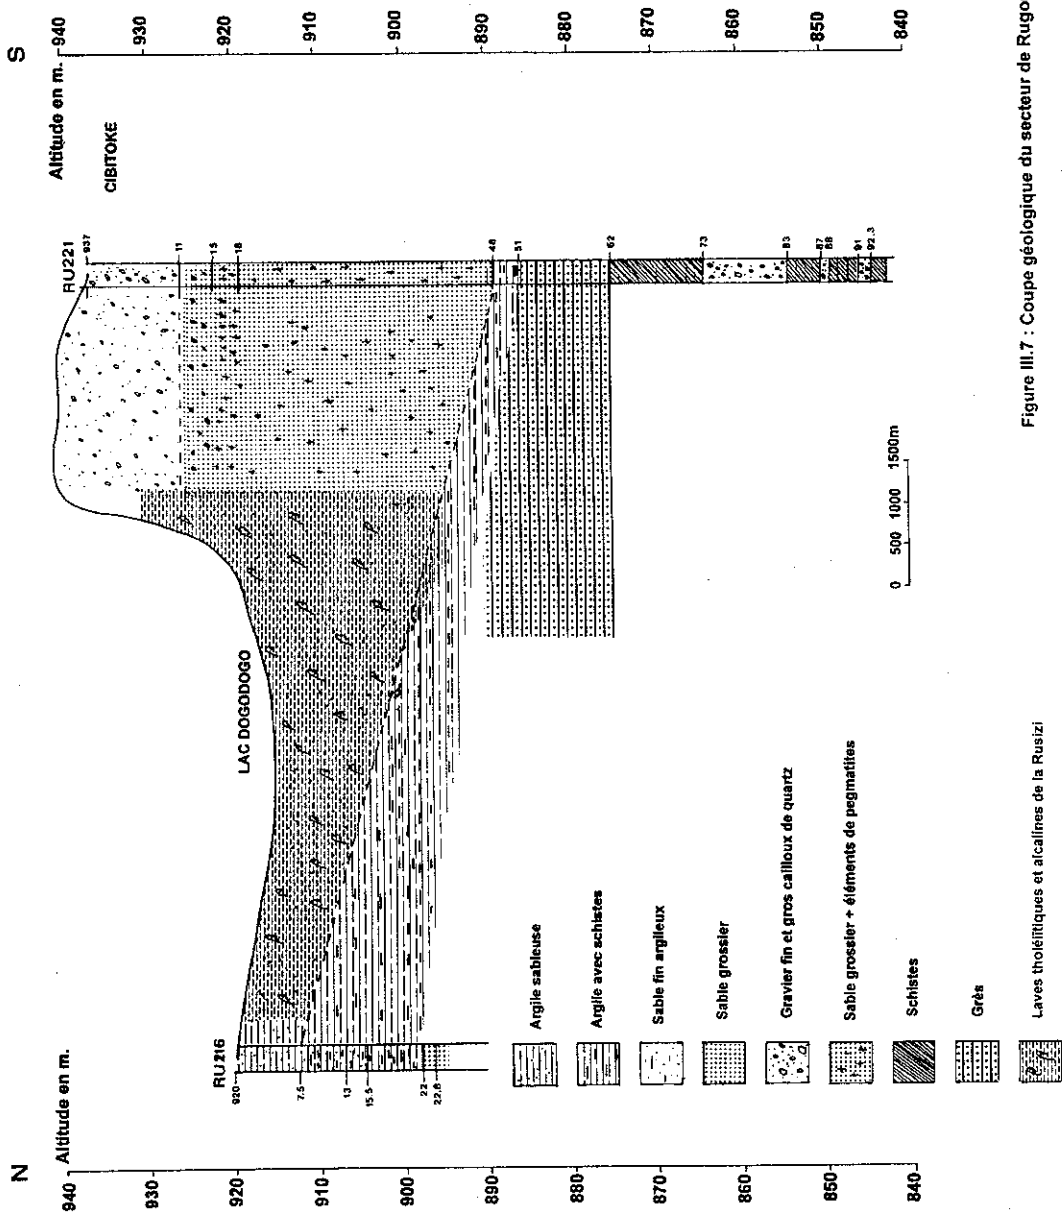 N
S
Altitude en m.
Altitude en m.
940
930
920
910
900
890
880
870
860
850
840
940
930
920
910
900
890
880
870
860
850
840
RU216
920
7.5
13
15.5
22
22.8
LAC DOGODOGO
RU221
937
11
15
18
48
51
62
73
83
87
88
91
92.3
CIBITOKE
0 500 1000 1500m
Argile sableuse
Argile avec schistes
Sable fin argileux
Sable grossier
Gravier fin et gros cailloux de quartz
Sable grossier + éléments de pegmatites
Schistes
Grès
Laves tholéiitiques et alcalines de la Rusizi
Figure III.7 : Coupe géologique du secteur de Rugo